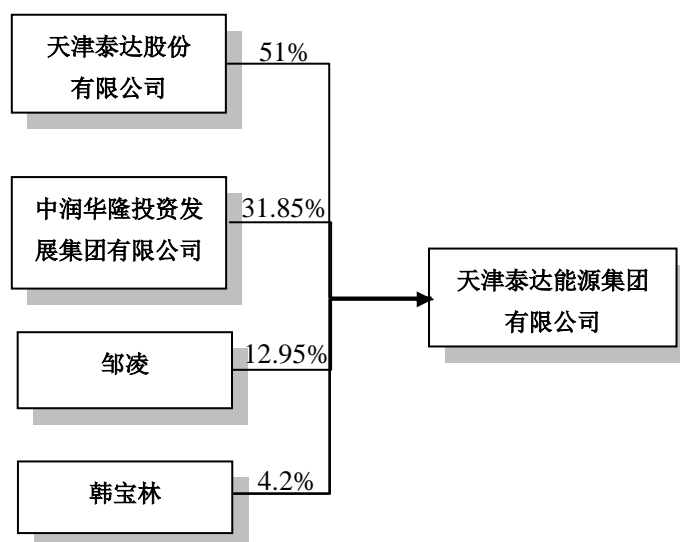 天津泰达股份
有限公司
51%
中润华隆投资发
展集团有限公司
31.85%
天津泰达能源集团
有限公司
邹凌
12.95%
韩宝林
4.2%